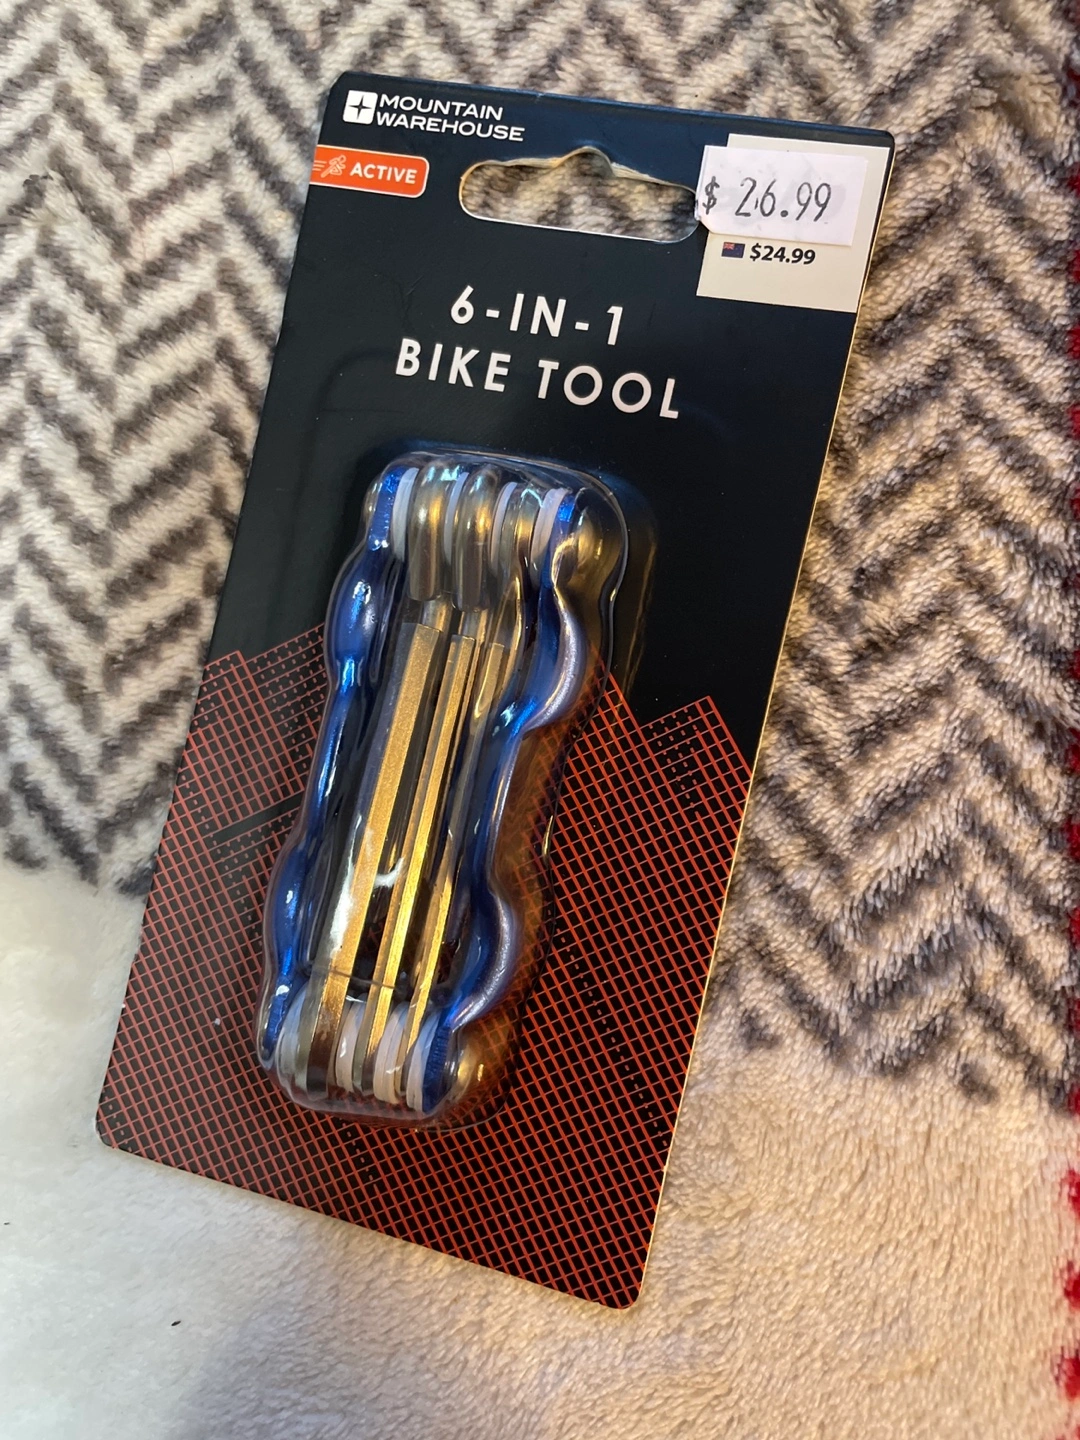 MOUNTAIN
WAREHOUSE
ACTIVE
$ 26.99
$24.99
6-IN-1
BIKE TOOL